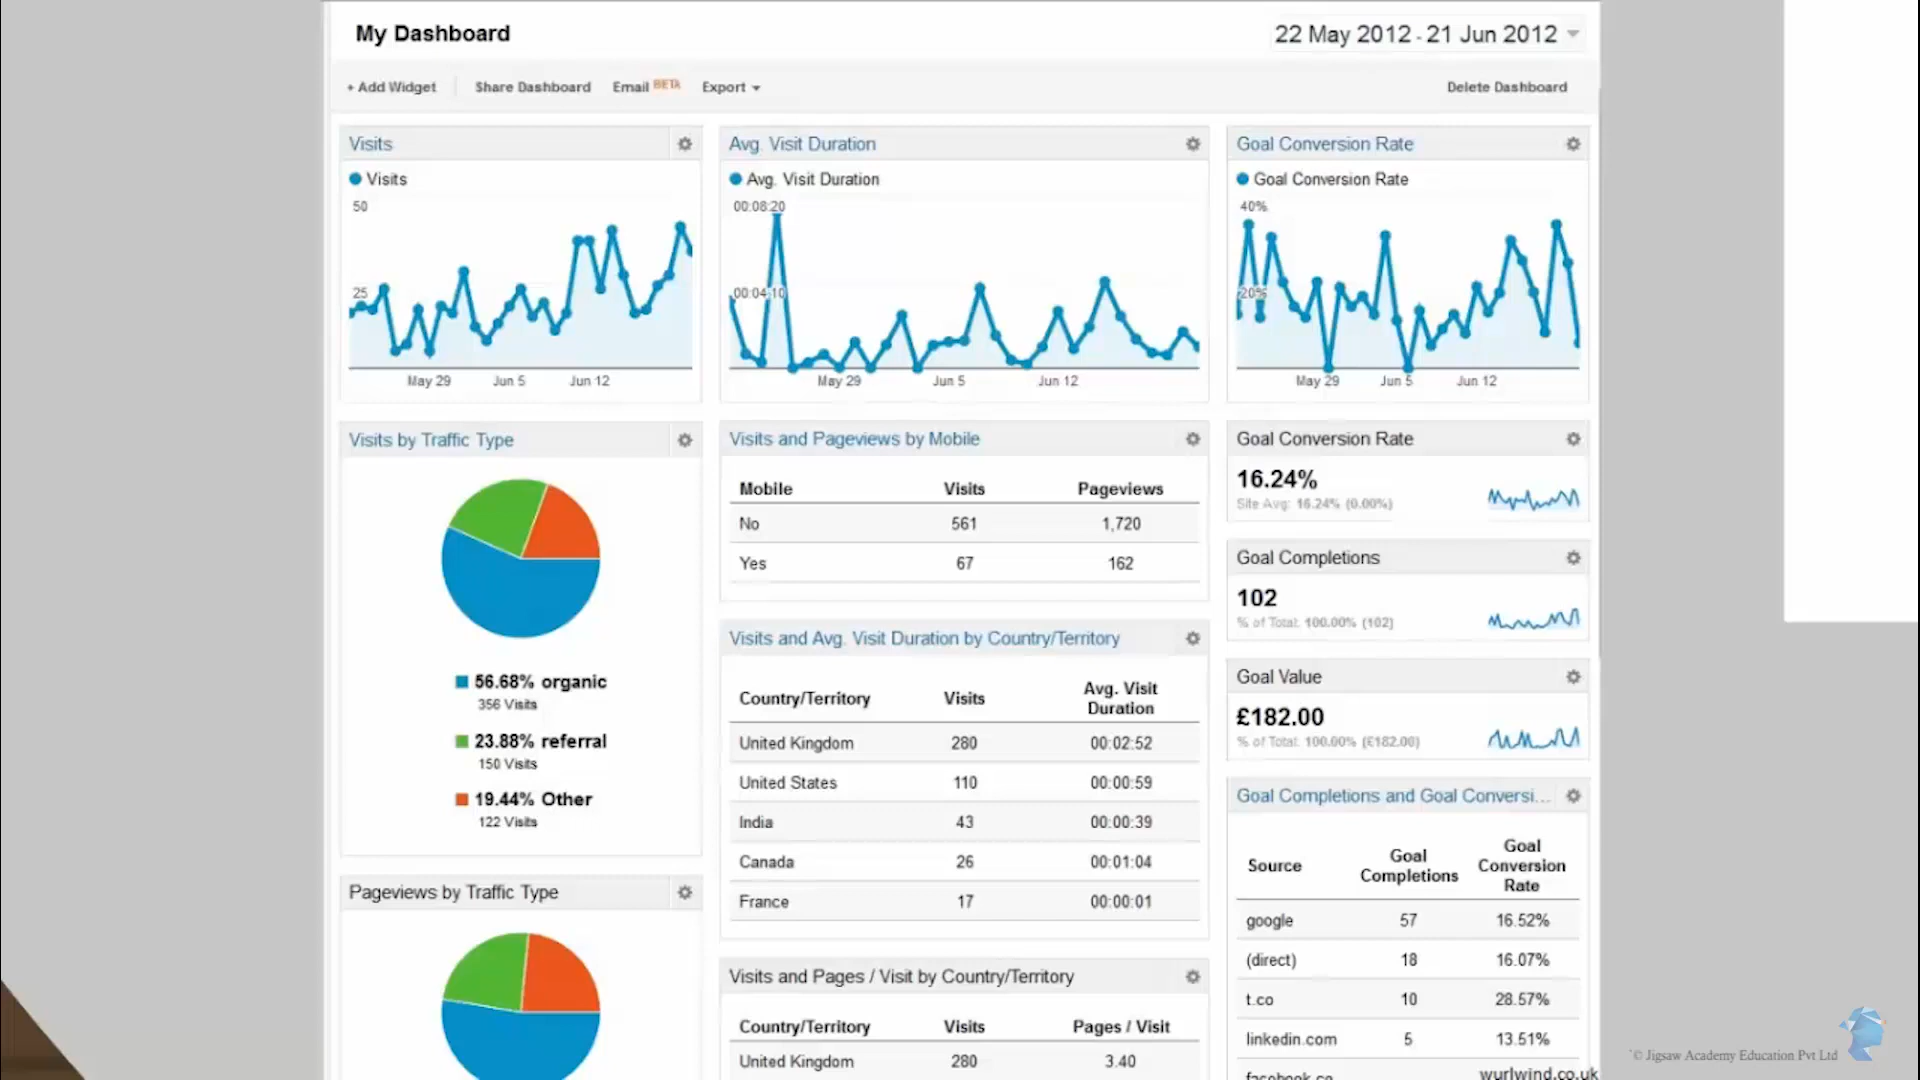 My Dashboard
22 May 2012 - 21 Jun 2012
+ Add Widget
Share Dashboard
Email BETA
Export
Delete Dashboard
Visits
Visits
50
25
May 29
Jun 5
Jun 12
Avg. Visit Duration
Avg. Visit Duration
00:08:20
00:04:10
May 29
Jun 5
Jun 12
Goal Conversion Rate
Goal Conversion Rate
40%
20%
May 29
Jun 5
Jun 12
Visits by Traffic Type
56.68% organic
356 Visits
23.88% referral
150 Visits
19.44% Other
122 Visits
Pageviews by Traffic Type
Visits and Pageviews by Mobile
Mobile Visits Pageviews
No 561 1,720
Yes 67 162
Visits and Avg. Visit Duration by Country/Territory
Country/Territory Visits Avg. Visit
Duration
United Kingdom 280 00:02:52
United States 110 00:00:59
India 43 00:00:39
Canada 26 00:01:04
France 17 00:00:01
Visits and Pages / Visit by Country/Territory
Country/Territory Visits Pages / Visit
United Kingdom 280 3.40
Goal Conversion Rate
16.24%
Site Avg: 16.24% (0.00%)
Goal Completions
102
% of Total: 100.00% (102)
Goal Value
£182.00
% of Total: 100.00% (£182.00)
Goal Completions and Goal Conversi...
Source
Goal
Completions
Goal
Conversion
Rate
google 57 16.52%
(direct) 18 16.07%
t.co 10 28.57%
linkedin.com 5 13.51%
facebook.co
wurlwind.co.uk
© Jigsaw Academy Education Pvt Ltd